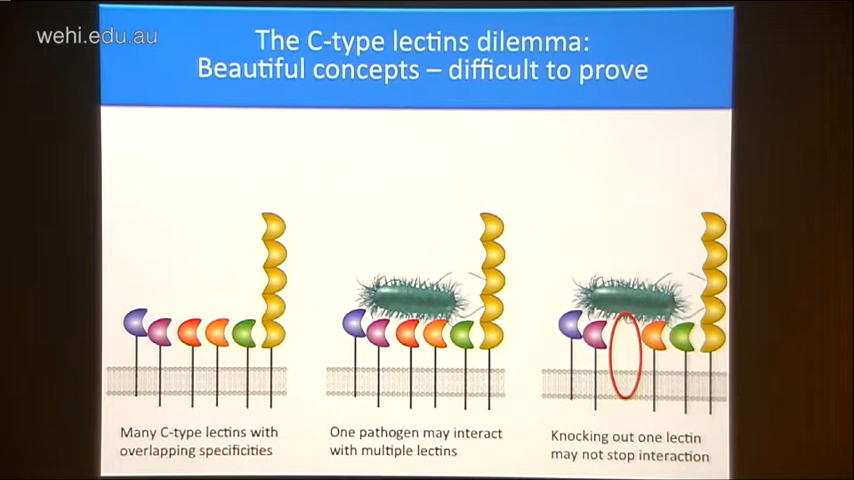 wehi.edu.au
The C-type lectins dilemma:
Beautiful concepts – difficult to prove
Many C-type lectins with
overlapping specificities
One pathogen may interact
with multiple lectins
Knocking out one lectin
may not stop interaction